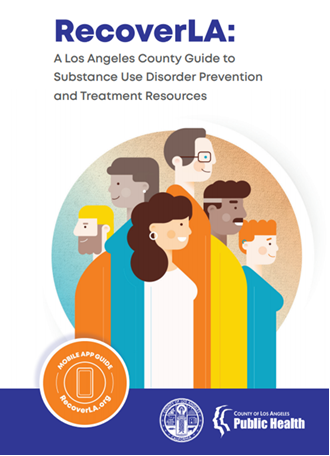 RecoverLA:
A Los Angeles County Guide to
Substance Use Disorder Prevention
and Treatment Resources
MOBILE APP GUIDE
RecoverLA.org
COUNTY OF LOS ANGELES
Public Health